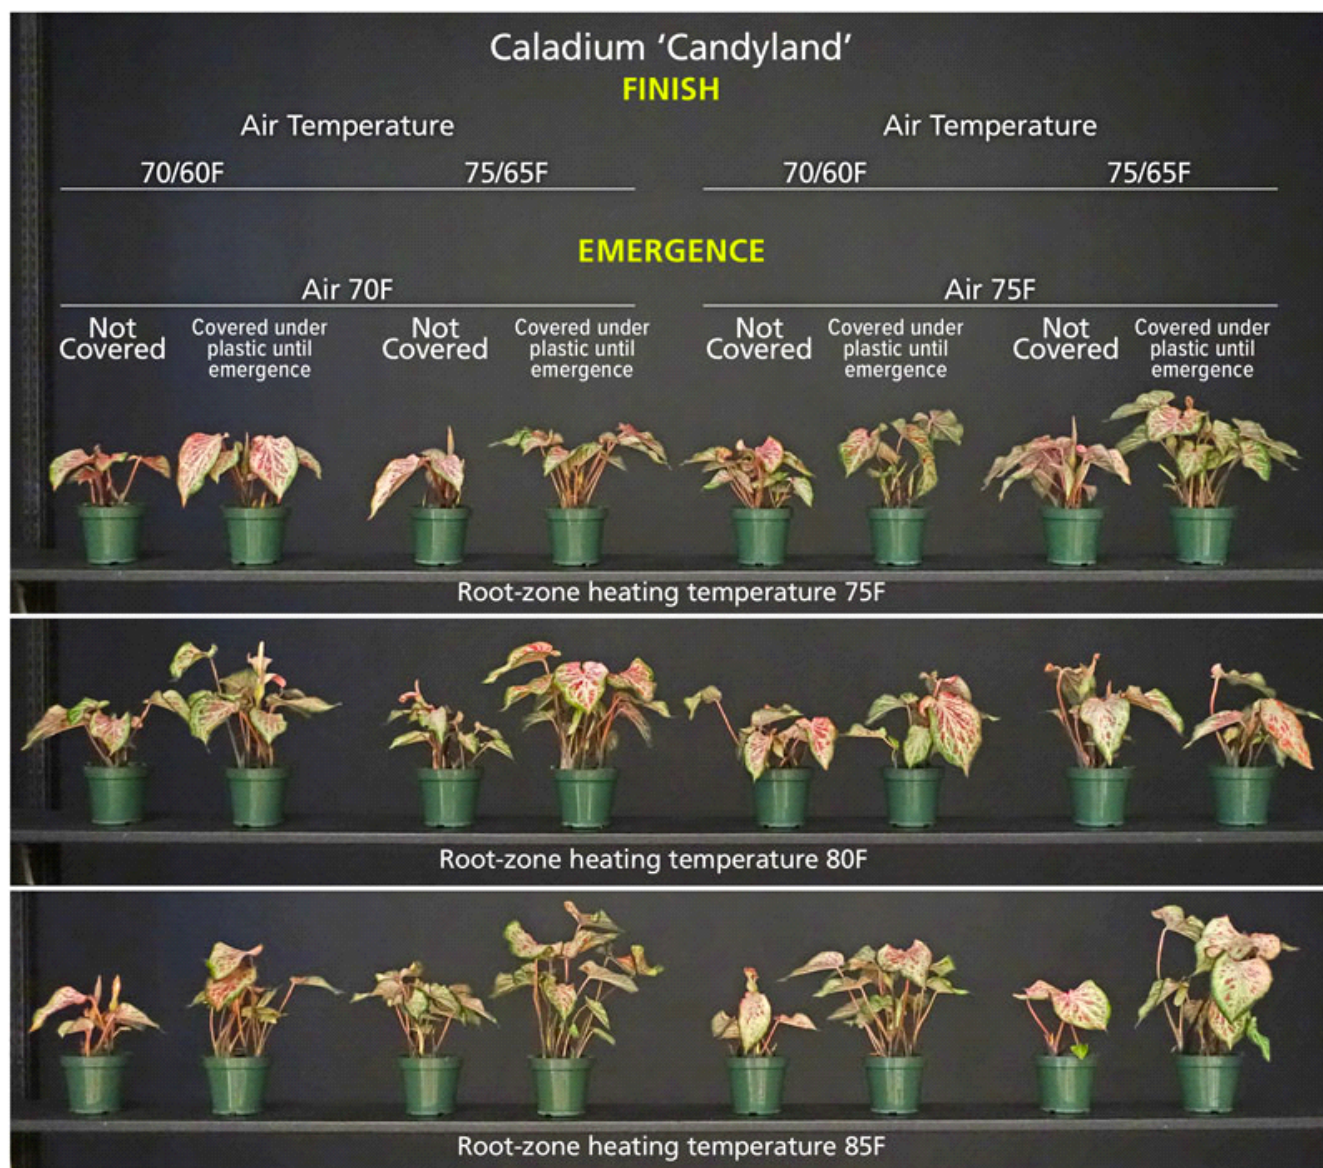 Caladium ‘Candyland’
FINISH
Air Temperature Air Temperature
70/60F 75/65F 70/60F 75/65F
EMERGENCE
Air 70F Air 75F
Not Covered under Not Covered under Not Covered under Not Covered under
Covered plastic until Covered plastic until Covered plastic until Covered plastic until
emergence emergence emergence emergence
Root-zone heating temperature 75F
Root-zone heating temperature 80F
Root-zone heating temperature 85F